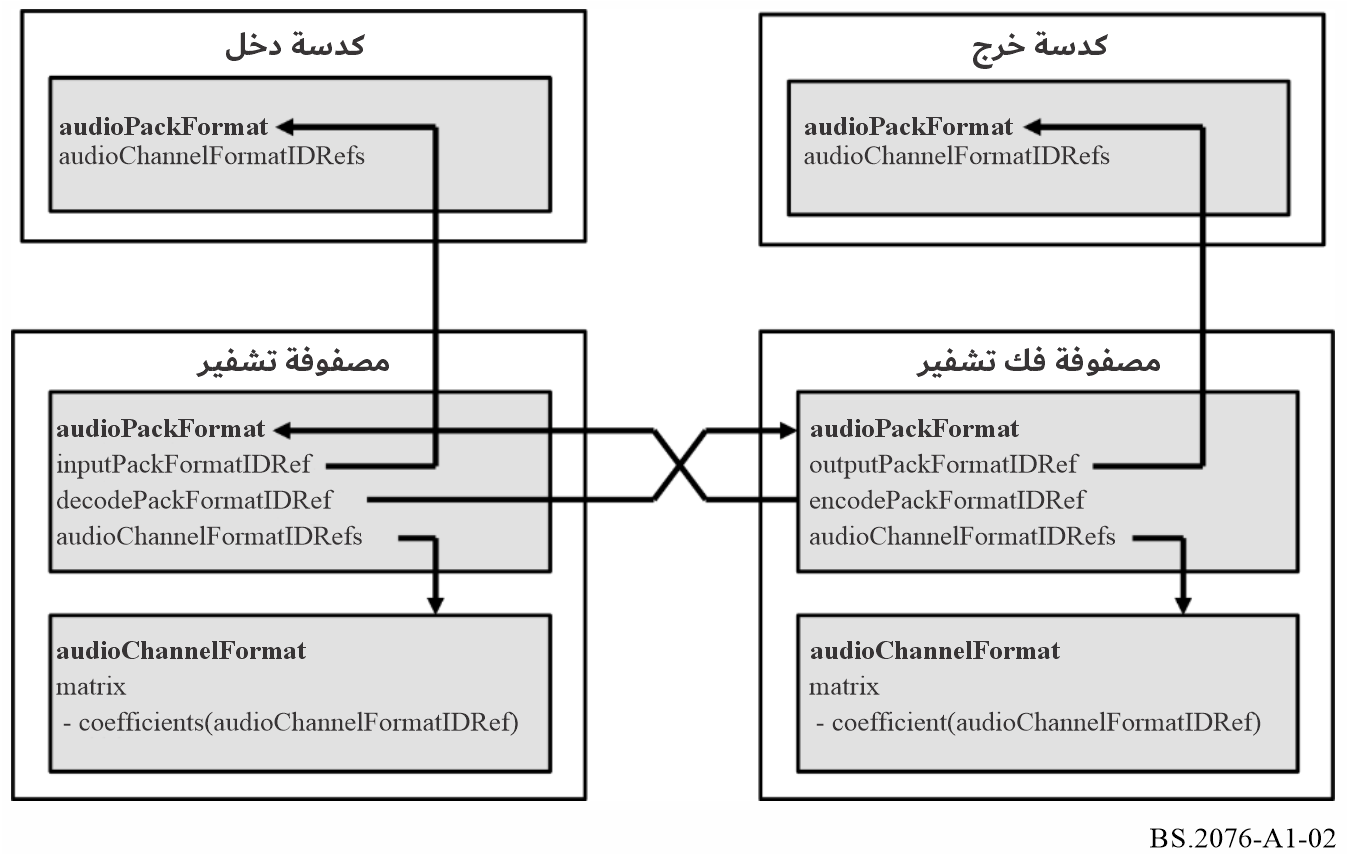 كدسة دخل
audioPackFormat
audioChannelFormatIDRefs
كدسة خرج
audioPackFormat
audioChannelFormatIDRefs
مصفوفة تشفير
audioPackFormat
inputPackFormatIDRef
decodePackFormatIDRef
audioChannelFormatIDRefs
audioChannelFormat
matrix
- coefficients(audioChannelFormatIDRef)
مصفوفة فك تشفير
audioPackFormat
outputPackFormatIDRef
encodePackFormatIDRef
audioChannelFormatIDRefs
audioChannelFormat
matrix
- coefficient(audioChannelFormatIDRef)
BS.2076-A1-02